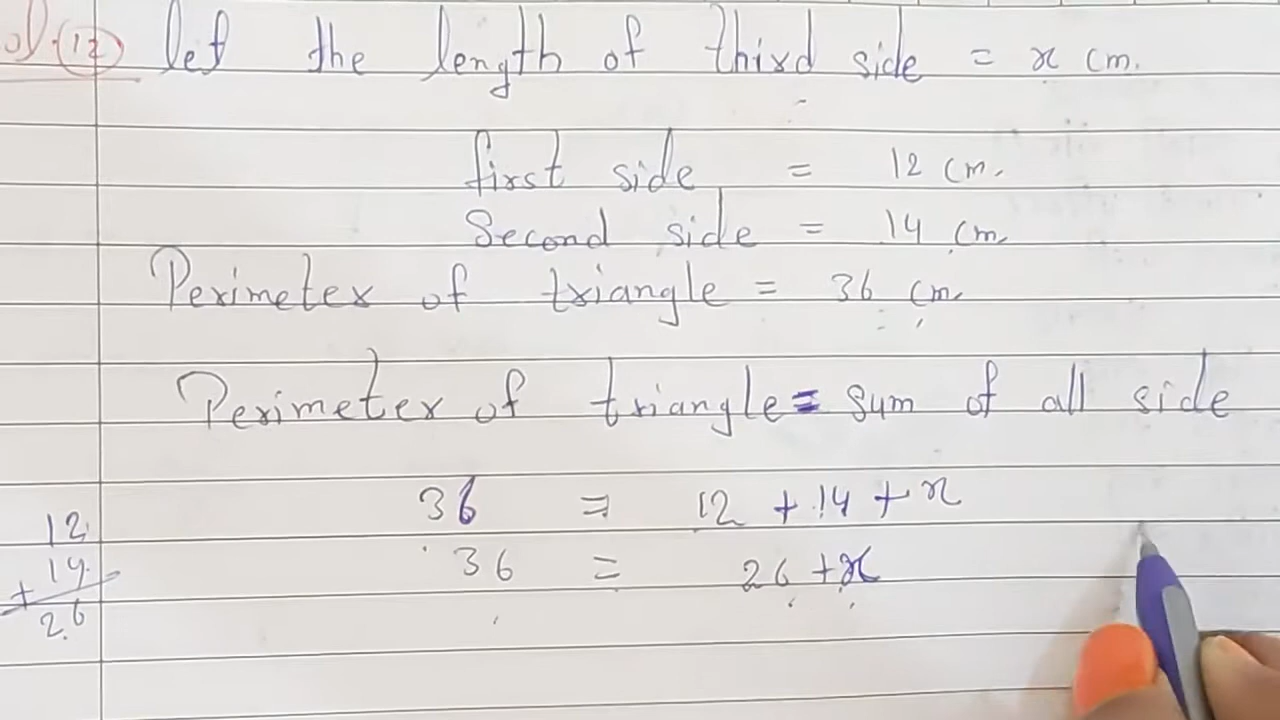 ol. (12) let the length of third side = x cm.
first side = 12 cm.
Second side = 14 cm.
Perimeter of triangle = 36 cm.
Perimeter of triangle = sum of all side
36 = 12 + 14 + x
36 = 26 + x
12
+ 14
26